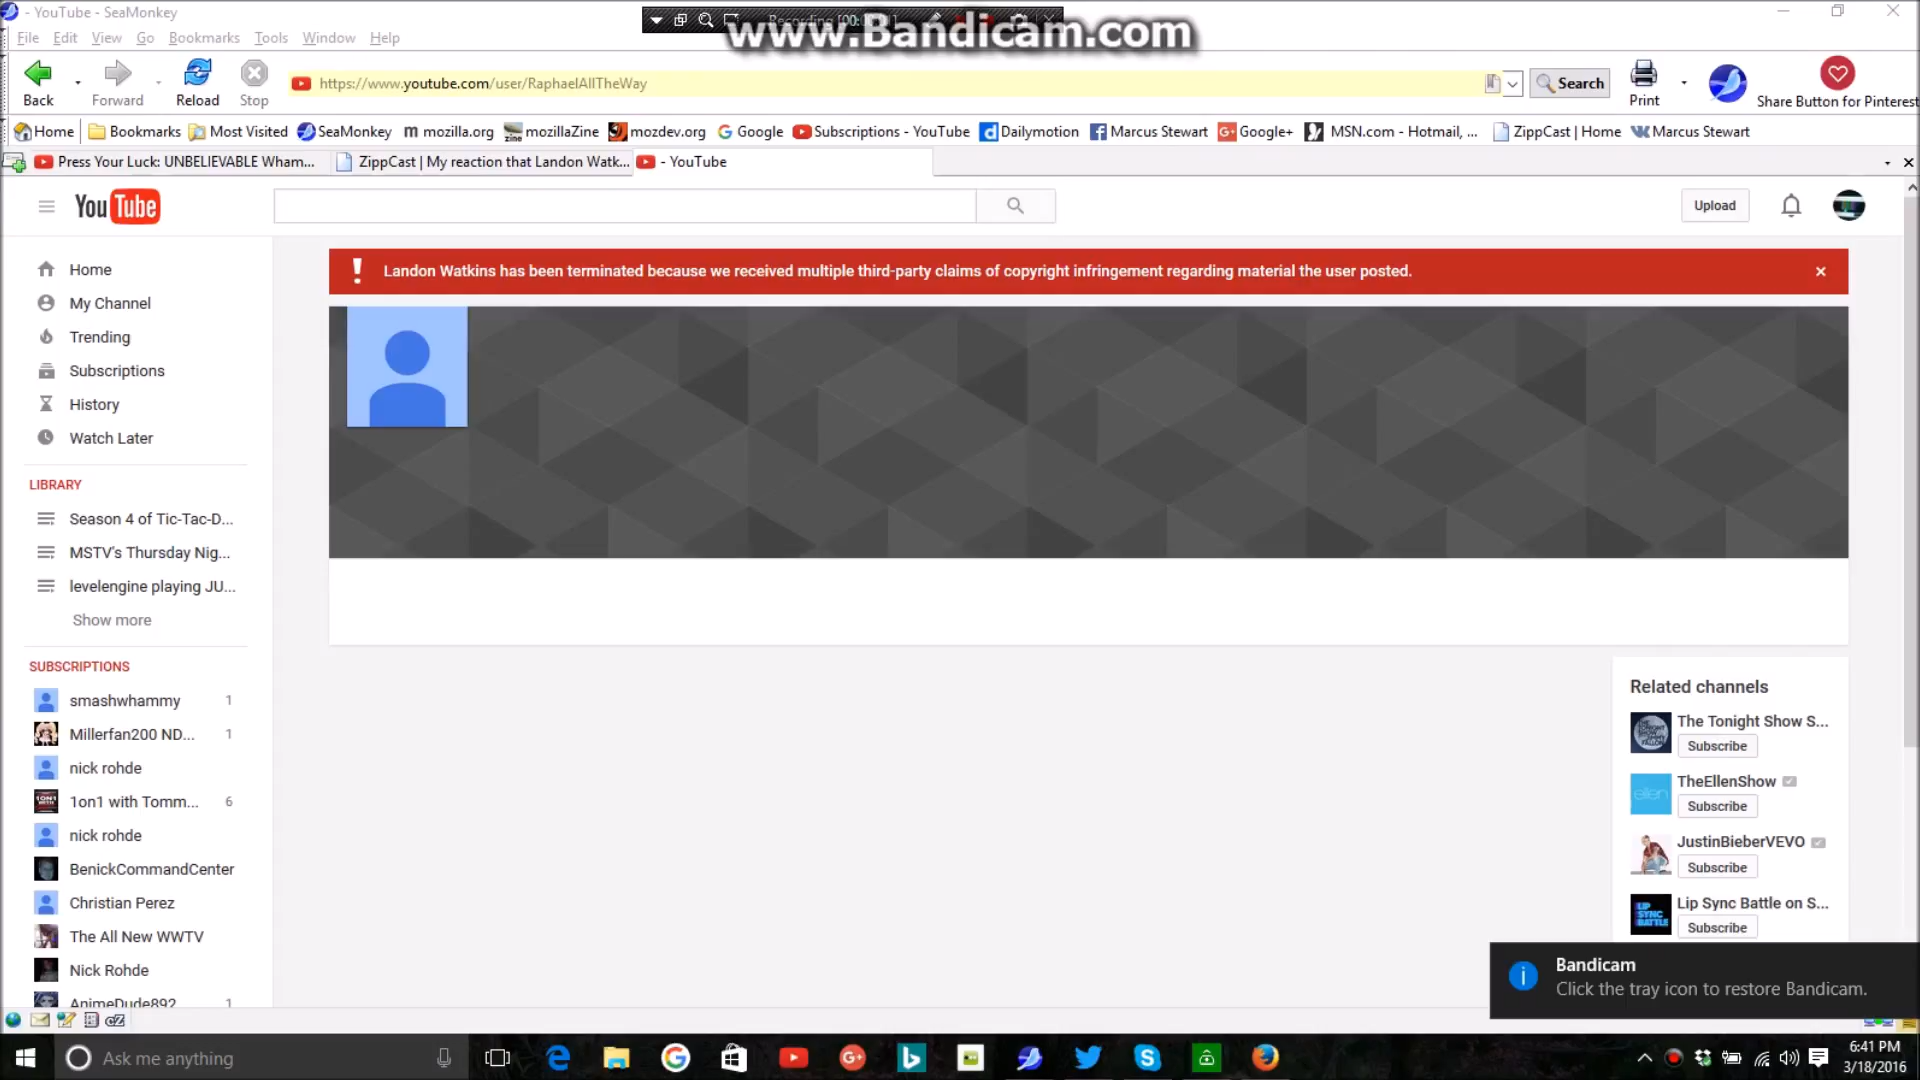 - YouTube - SeaMonkey
www.Bandicam.com
File Edit View Go Bookmarks Tools Window Help
Back Forward Reload Stop
https://www.youtube.com/user/RaphaelAllTheWay
Search Print Share Button for Pinterest
Home Bookmarks Most Visited SeaMonkey mozilla.org mozillaZine mozdev.org Google Subscriptions - YouTube Dailymotion Marcus Stewart Google+ MSN.com - Hotmail, ... ZippCast | Home Marcus Stewart
Press Your Luck: UNBELIEVABLE Wham... ZippCast | My reaction that Landon Watk... - YouTube
YouTube
Upload
Landon Watkins has been terminated because we received multiple third-party claims of copyright infringement regarding material the user posted.
Home
My Channel
Trending
Subscriptions
History
Watch Later
LIBRARY
Season 4 of Tic-Tac-D...
MSTV's Thursday Nig...
levelengine playing JU...
Show more
SUBSCRIPTIONS
smashwhammy 1
Millerfan200 ND... 1
nick rohde
1on1 with Tomm... 6
nick rohde
BenickCommandCenter
Christian Perez
The All New WWTV
Nick Rohde
AnimeDude892 1
Related channels
The Tonight Show S...
Subscribe
TheEllenShow
Subscribe
JustinBieberVEVO
Subscribe
Lip Sync Battle on S...
Subscribe
Bandicam
Click the tray icon to restore Bandicam.
Ask me anything
6:41 PM
3/18/2016